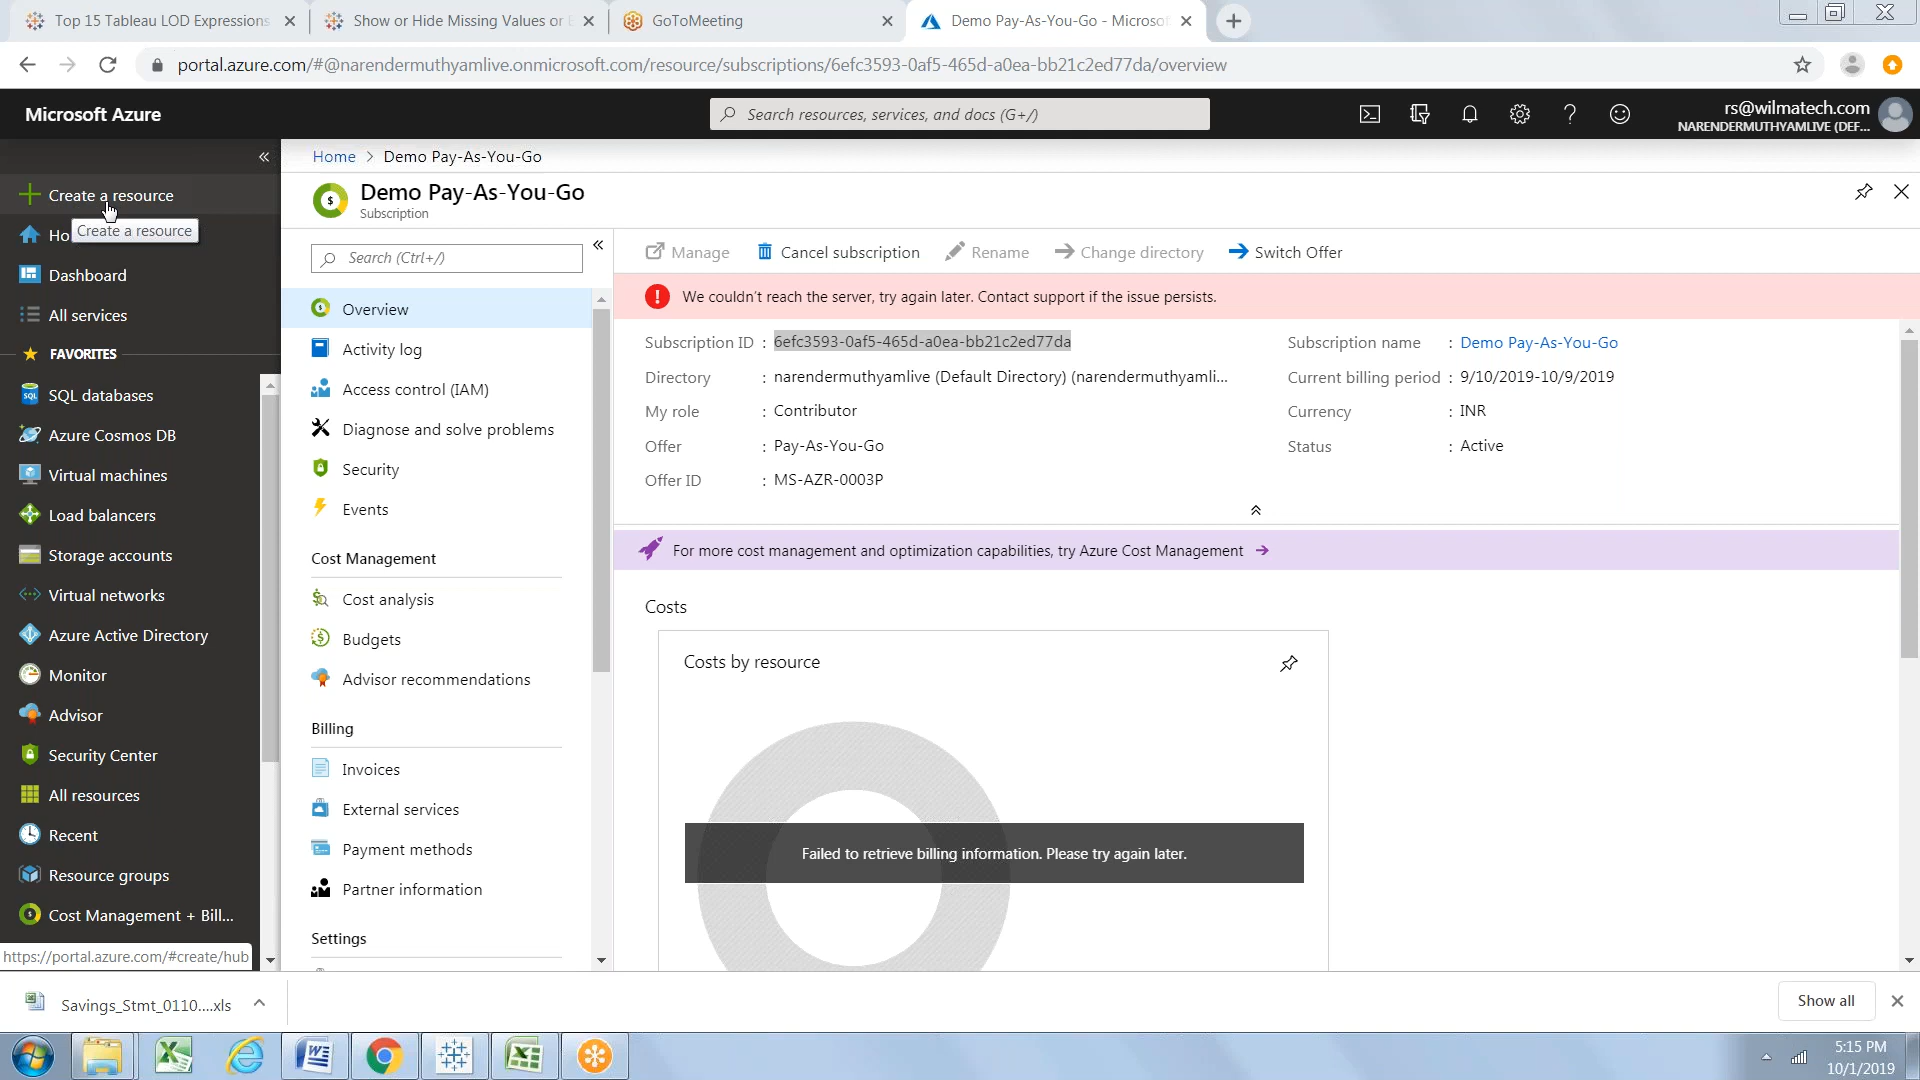 Top 15 Tableau LOD Expressions
Show or Hide Missing Values or E
GoToMeeting
Demo Pay-As-You-Go - Microsof
portal.azure.com/#@narendermuthyamlive.onmicrosoft.com/resource/subscriptions/6efc3593-0af5-465d-a0ea-bb21c2ed77da/overview
Microsoft Azure
Search resources, services, and docs (G+/)
rs@wilmatech.com
NARENDERMUTHYAMLIVE (DEF...
Create a resource
Ho
Create a resource
Dashboard
All services
FAVORITES
SQL databases
Azure Cosmos DB
Virtual machines
Load balancers
Storage accounts
Virtual networks
Azure Active Directory
Monitor
Advisor
Security Center
All resources
Recent
Resource groups
Cost Management + Bill...
https://portal.azure.com/#create/hub
Home > Demo Pay-As-You-Go
Demo Pay-As-You-Go
Subscription
Search (Ctrl+/)
Overview
Activity log
Access control (IAM)
Diagnose and solve problems
Security
Events
Cost Management
Cost analysis
Budgets
Advisor recommendations
Billing
Invoices
External services
Payment methods
Partner information
Settings
Manage
Cancel subscription
Rename
Change directory
Switch Offer
We couldn't reach the server, try again later. Contact support if the issue persists.
Subscription ID : 6efc3593-0af5-465d-a0ea-bb21c2ed77da
Directory : narendermuthyamlive (Default Directory) (narendermuthyamli...
My role : Contributor
Offer : Pay-As-You-Go
Offer ID : MS-AZR-0003P
Subscription name : Demo Pay-As-You-Go
Current billing period : 9/10/2019-10/9/2019
Currency : INR
Status : Active
For more cost management and optimization capabilities, try Azure Cost Management
Costs
Costs by resource
Failed to retrieve billing information. Please try again later.
Savings_Stmt_0110....xls
Show all
5:15 PM
10/1/2019